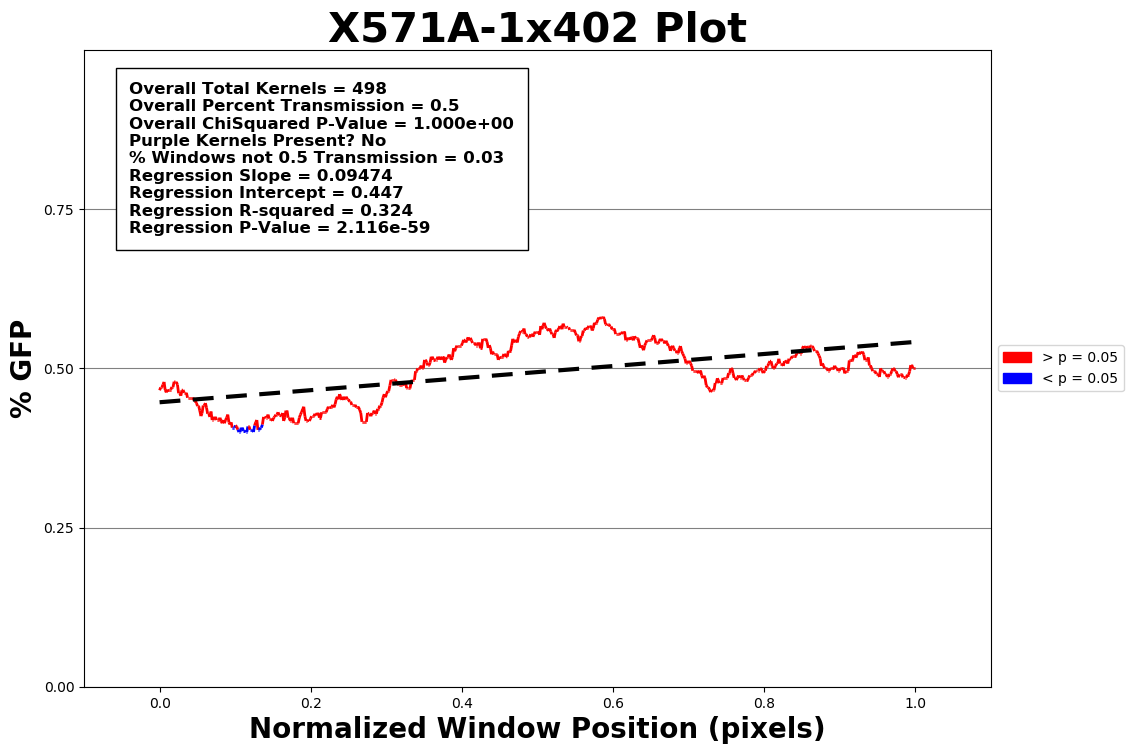 X571A-1x402 Plot
Overall Total Kernels = 498
Overall Percent Transmission = 0.5
Overall ChiSquared P-Value = 1.000e+00
Purple Kernels Present? No
% Windows not 0.5 Transmission = 0.03
Regression Slope = 0.09474
Regression Intercept = 0.447
Regression R-squared = 0.324
Regression P-Value = 2.116e-59
% GFP
0.75
0.50
0.25
0.00
> p = 0.05
< p = 0.05
0.0 0.2 0.4 0.6 0.8 1.0
Normalized Window Position (pixels)